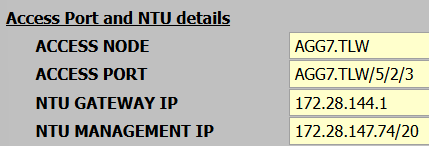 Access Port and NTU details
ACCESS NODE AGG7.TLW
ACCESS PORT AGG7.TLW/5/2/3
NTU GATEWAY IP 172.28.144.1
NTU MANAGEMENT IP 172.28.147.74/20